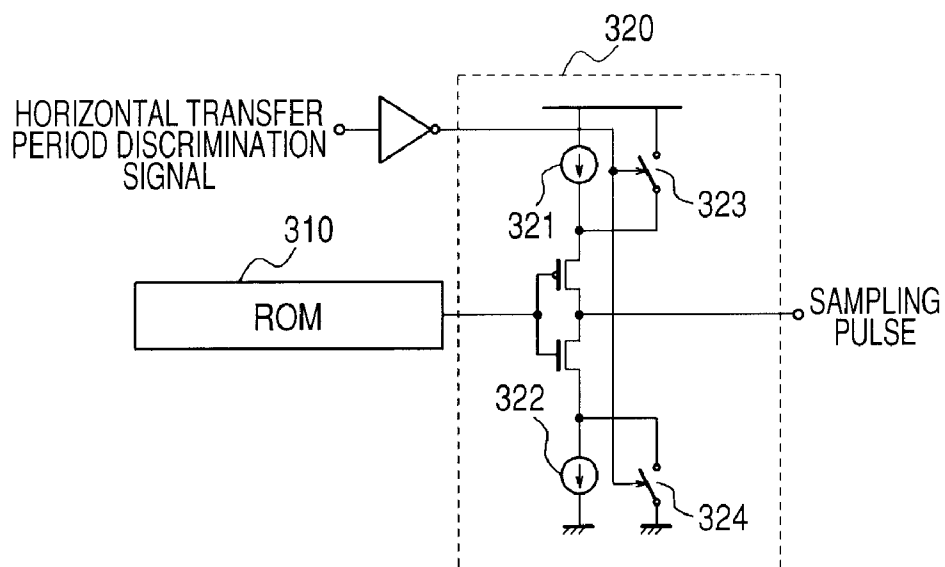 320
HORIZONTAL TRANSFER
PERIOD DISCRIMINATION
SIGNAL
321
323
310
ROM
SAMPLING
PULSE
322
324